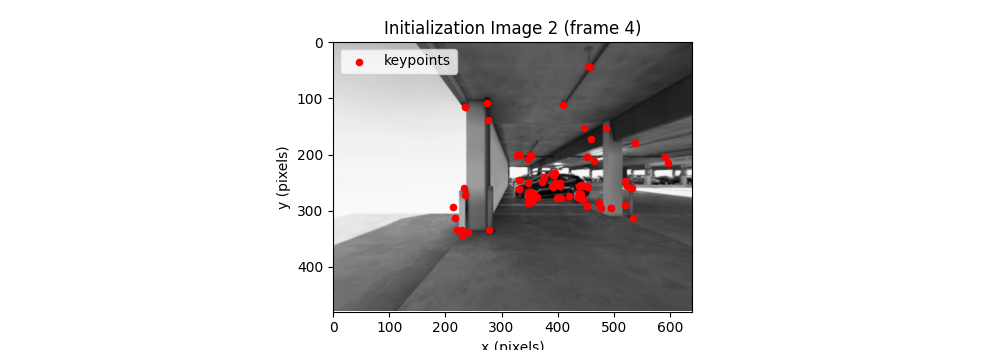 Initialization Image 2 (frame 4)
keypoints
0
100
200
300
400
y (pixels)
0 100 200 300 400 500 600
x (pixels)